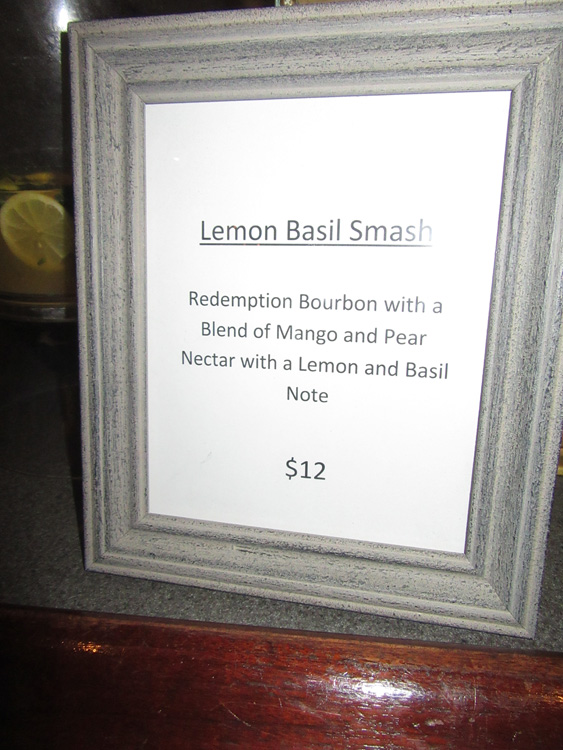 Lemon Basil Smash
Redemption Bourbon with a
Blend of Mango and Pear
Nectar with a Lemon and Basil
Note
$12